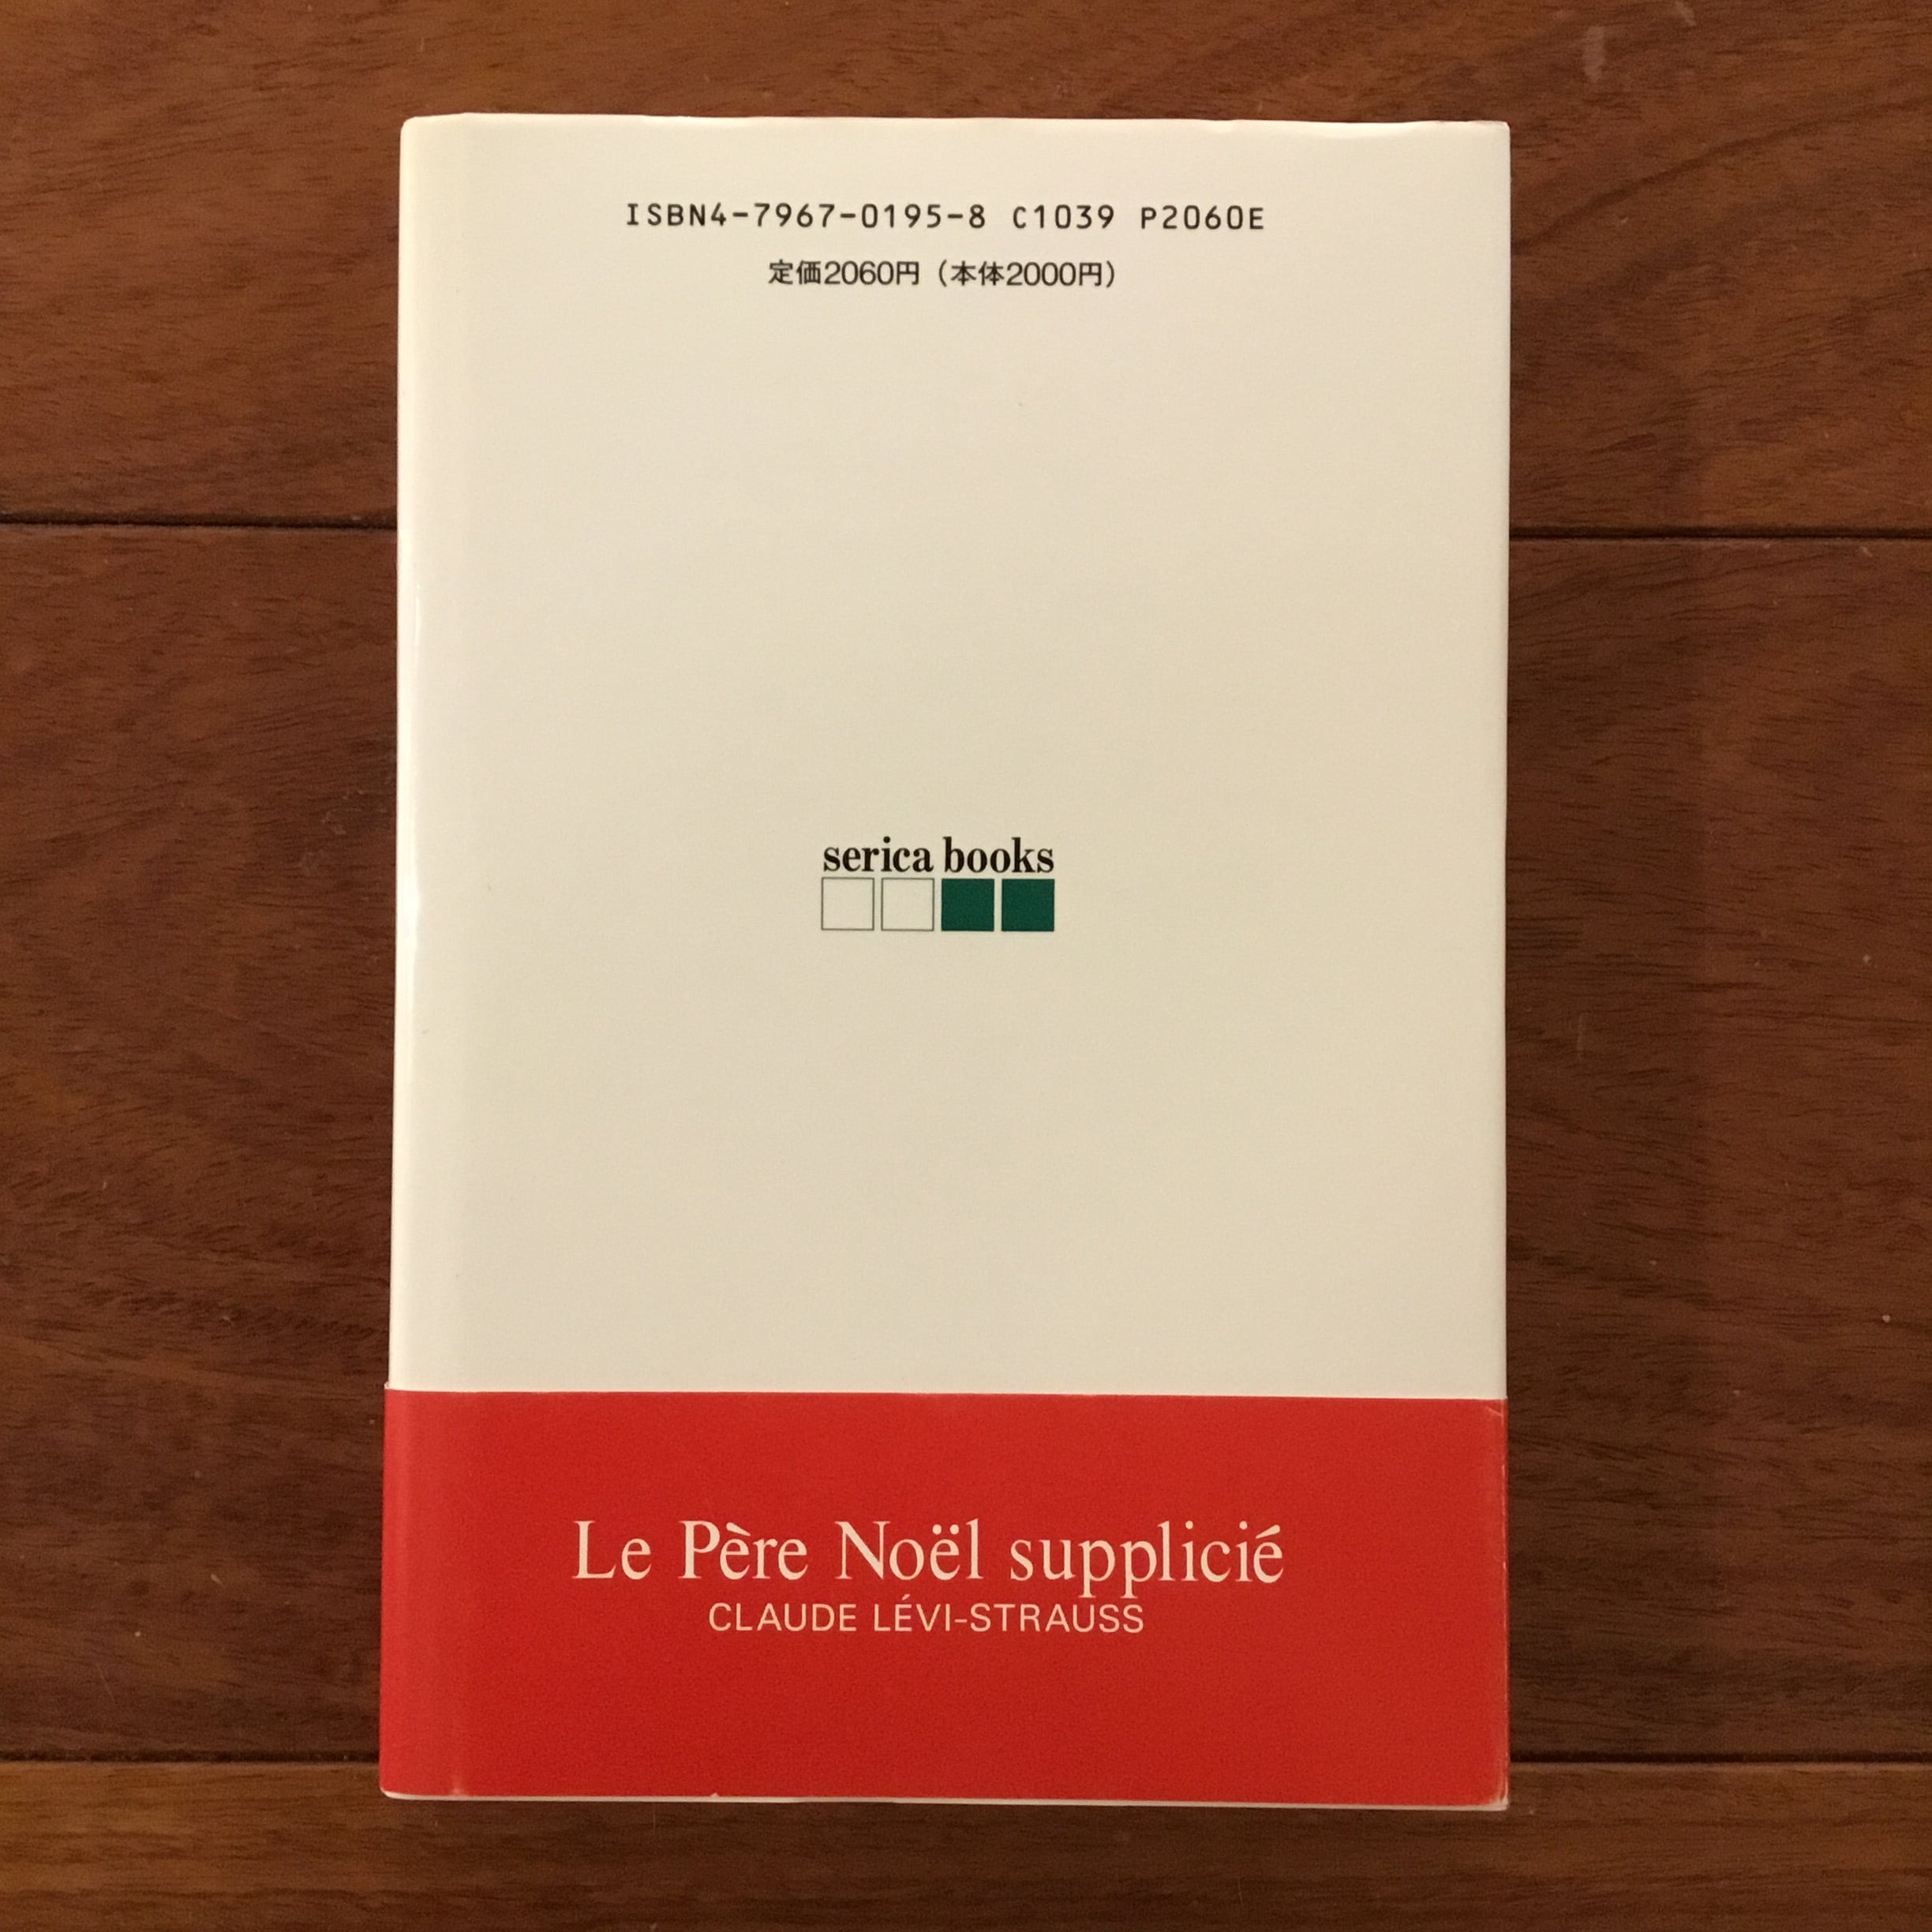 ISBN4-7967-0195-8 C1039 P2060E
定価2060円（本体2000円）
serica books
Le Père Noël supplicié
CLAUDE LÉVI-STRAUSS